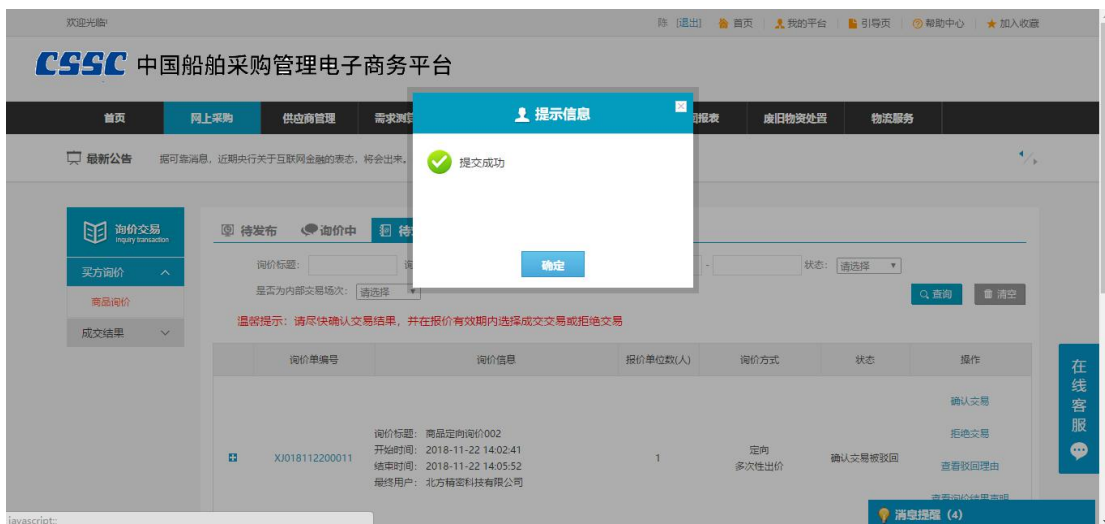 欢迎光临!
陈 [退出] 首页 我的平台 引导页 帮助中心 加入收藏
CSSC 中国船舶采购管理电子商务平台
首页 网上采购 供应商管理 需求测 报表 废旧物资处置 物流服务
提示信息
最新公告 据可靠消息，近期央行关于互联网金融的表态，将会出来。
提交成功
确定
询价交易
Inquiry transaction
待发布 询价中 待
买方询价
商品询价
成交结果
询价标题: 询 - 状态: 请选择
是否为内部交易场次: 请选择 查询 清空
温馨提示：请尽快确认交易结果，并在报价有效期内选择成交交易或拒绝交易
询价单编号 询价信息 报价单位数(人) 询价方式 状态 操作
确认交易
询价标题: 商品定向询价002 拒绝交易
开始时间: 2018-11-22 14:02:41 定向
XJ018112200011 1 确认交易被驳回
结束时间: 2018-11-22 14:05:52 多次性出价 查看驳回理由
最终用户: 北方精密科技有限公司
查看询价结果声明
在线客服
消息提醒（4）
javascript:;